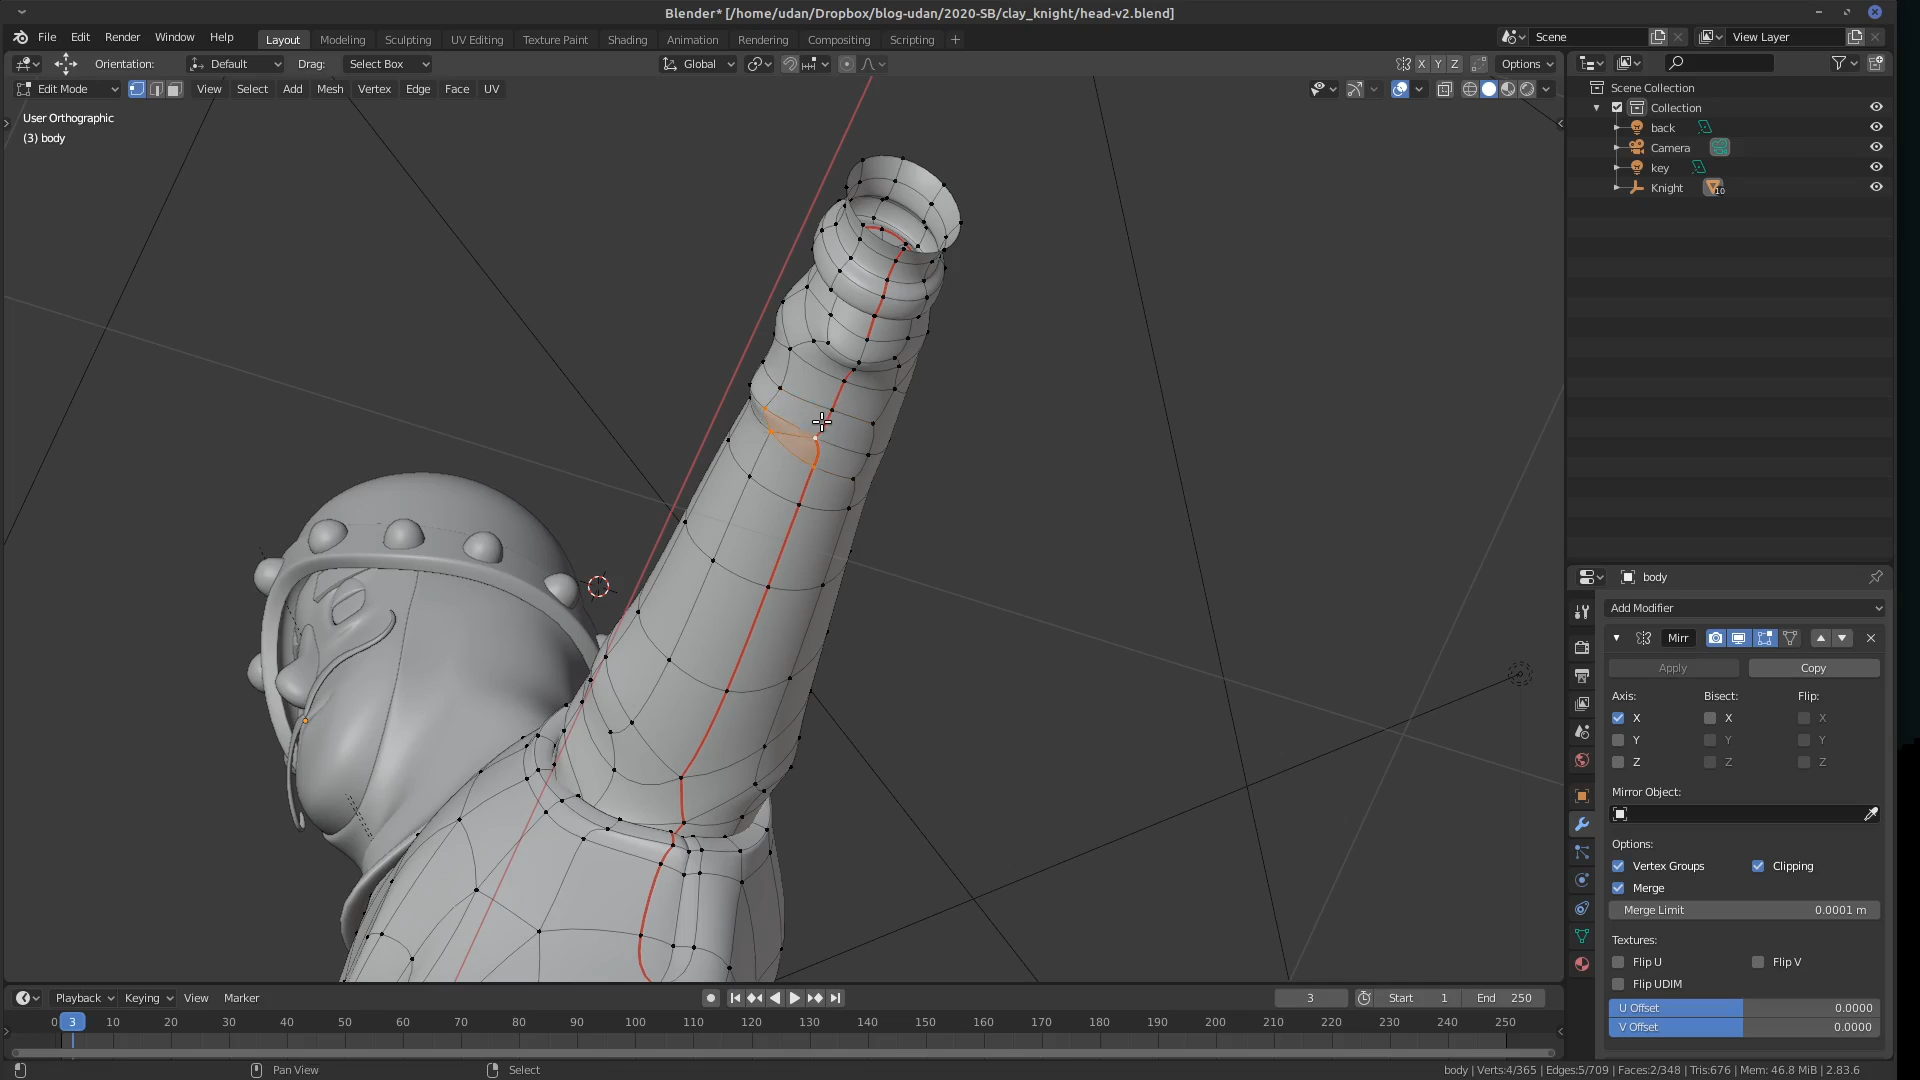 Blender* [/home/udan/Dropbox/blog-udan/2020-SB/clay_knight/head-v2.blend]
File Edit Render Window Help Layout Modeling Sculpting UV Editing Texture Paint Shading Animation Rendering Compositing Scripting + Scene View Layer
Orientation: Default Drag: Select Box Global X Y Z Options
Edit Mode View Select Add Mesh Vertex Edge Face UV
User Orthographic
(3) body
Scene Collection
Collection
back
Camera
key
Knight 10
body
Add Modifier
Mirr
Apply Copy
Axis: Bisect: Flip:
X X X
Y Y Y
Z Z Z
Mirror Object:
Options:
Vertex Groups Clipping
Merge
Merge Limit 0.0001 m
Textures:
Flip U Flip V
Flip UDIM
U Offset 0.0000
V Offset 0.0000
Playback Keying View Marker 3 Start 1 End 250
0 3 10 20 30 40 50 60 70 80 90 100 110 120 130 140 150 160 170 180 190 200 210 220 230 240 250
Pan View Select body | Verts:4/365 | Edges:5/709 | Faces:2/348 | Tris:676 | Mem: 46.8 MiB | 2.83.6